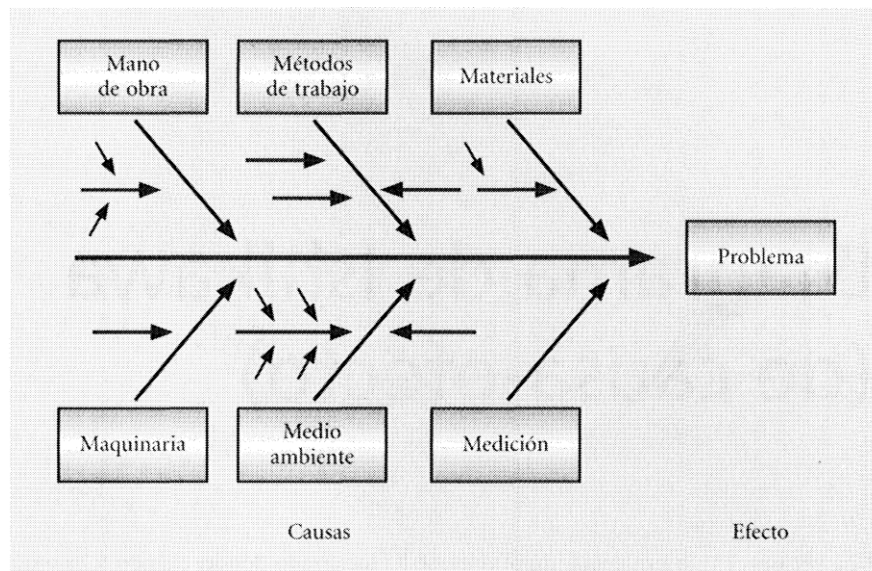 Mano
de obra
Métodos
de trabajo
Materiales
Problema
Maquinaria
Medio
ambiente
Medición
Causas
Efecto